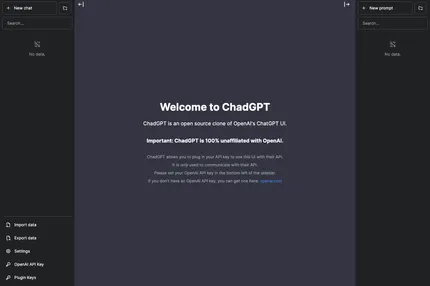 New chat
Search...
No data.
Welcome to ChadGPT
ChadGPT is an open source clone of OpenAI's ChatGPT UI.
Important: ChadGPT is 100% unaffiliated with OpenAI.
ChadGPT allows you to plug in your API key to use this UI with their API.
It is only used to communicate with their API.
Please set your OpenAI API key in the bottom left of the sidebar.
If you don't have an OpenAI API key, you can get one here: openai.com
Import data
Export data
Settings
OpenAI API Key
Plugin Keys
New prompt
Search...
No data.